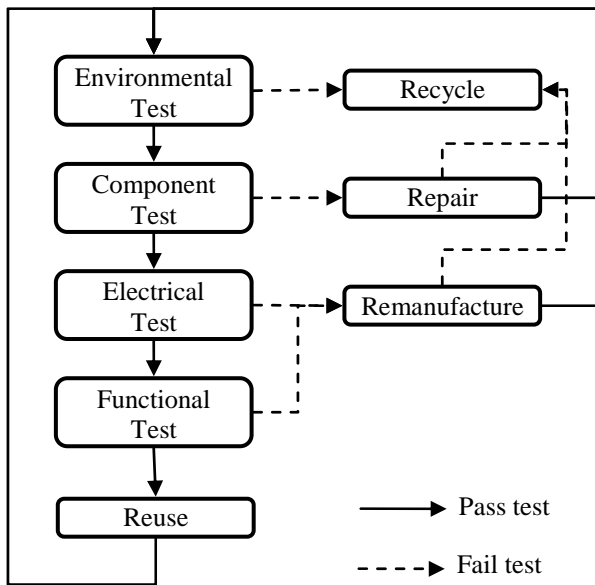 Environmental
Test
Recycle
Component
Test
Repair
Electrical
Test
Remanufacture
Functional
Test
Reuse
Pass test
Fail test